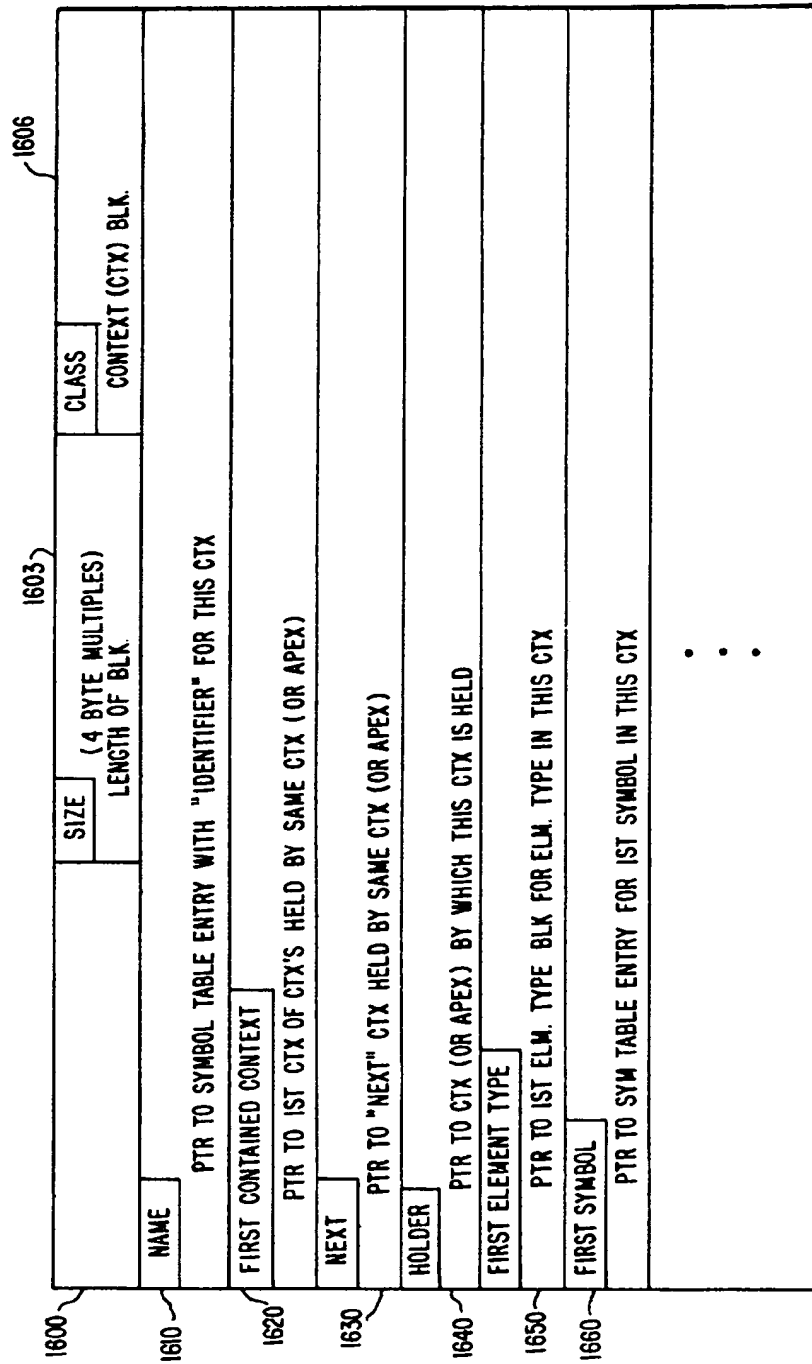 1603
1606
1600
SIZE
(4 BYTE MULTIPLES)
LENGTH OF BLK.
CLASS
CONTEXT (CTX) BLK.
1610
NAME
PTR TO SYMBOL TABLE ENTRY WITH "IDENTIFIER" FOR THIS CTX
1620
FIRST CONTAINED CONTEXT
PTR TO 1ST CTX OF CTX'S HELD BY SAME CTX (OR APEX)
1630
NEXT
PTR TO "NEXT" CTX HELD BY SAME CTX (OR APEX)
1640
HOLDER
PTR TO CTX (OR APEX) BY WHICH THIS CTX IS HELD
1650
FIRST ELEMENT TYPE
PTR TO 1ST ELM. TYPE BLK FOR ELM. TYPE IN THIS CTX
1660
FIRST SYMBOL
PTR TO SYM TABLE ENTRY FOR 1ST SYMBOL IN THIS CTX
• • •